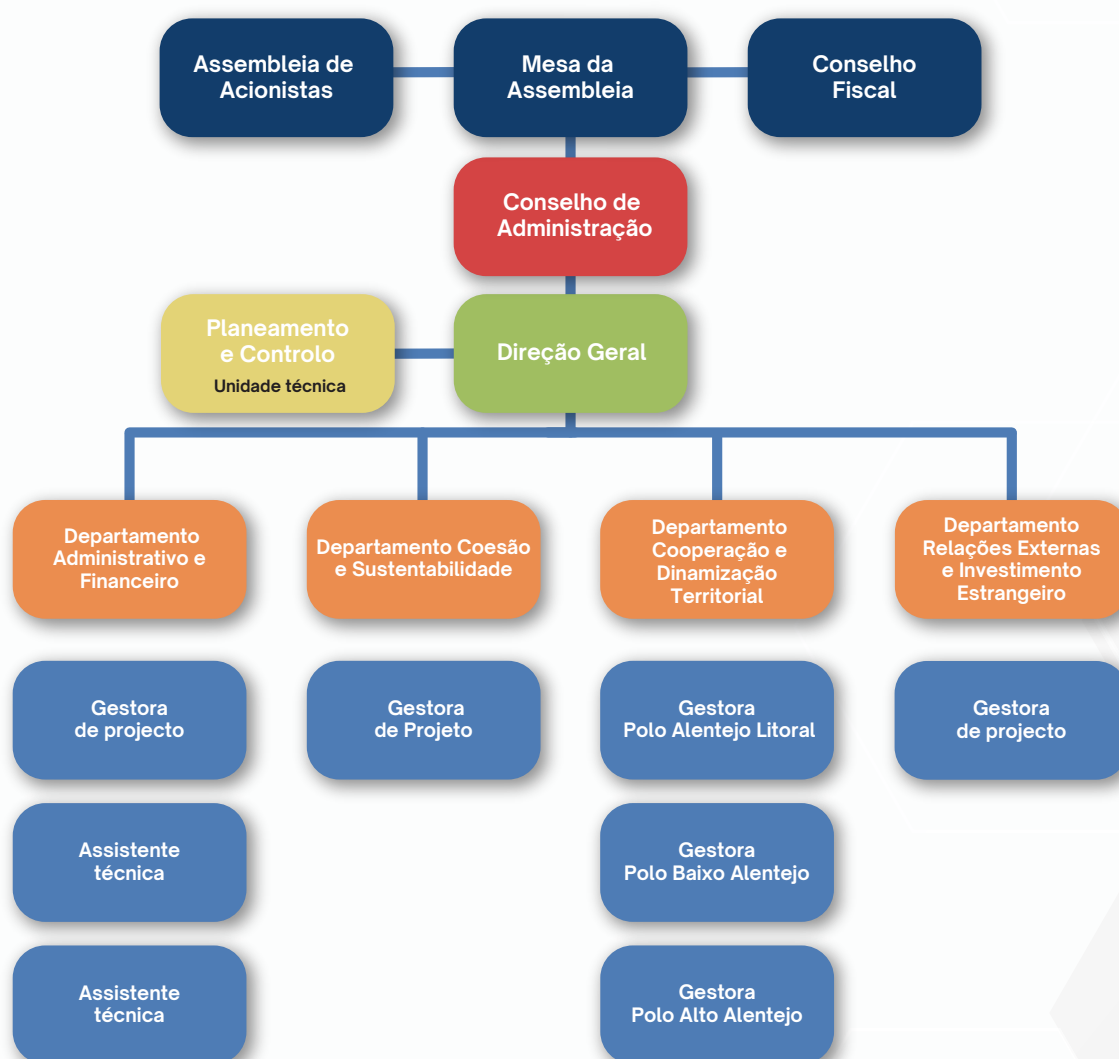 Assembleia de
Acionistas
Mesa da
Assembleia
Conselho
Fiscal
Conselho de
Administração
Planeamento
e Controlo
Unidade técnica
Direção Geral
Departamento
Administrativo e
Financeiro
Departamento Coesão
e Sustentabilidade
Departamento
Cooperação e
Dinamização
Territorial
Departamento
Relações Externas
e Investimento
Estrangeiro
Gestora
de projecto
Gestora
de Projeto
Gestora
Polo Alentejo Litoral
Gestora
de projecto
Assistente
técnica
Gestora
Polo Baixo Alentejo
Assistente
técnica
Gestora
Polo Alto Alentejo